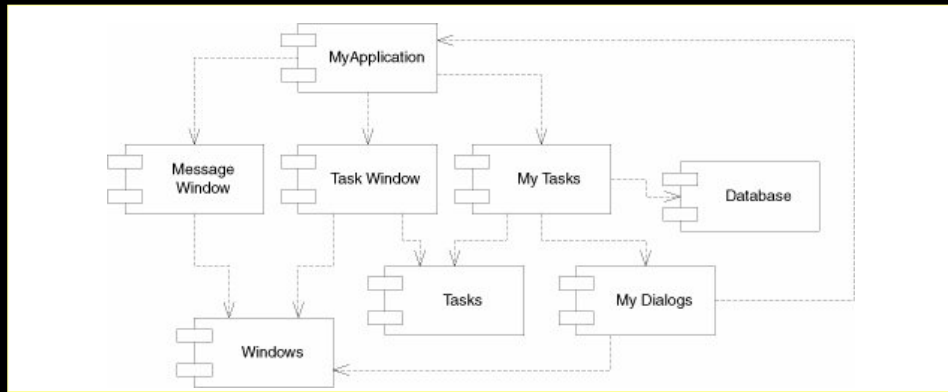 MyApplication
Message
Window
Task Window
My Tasks
Database
Tasks
My Dialogs
Windows